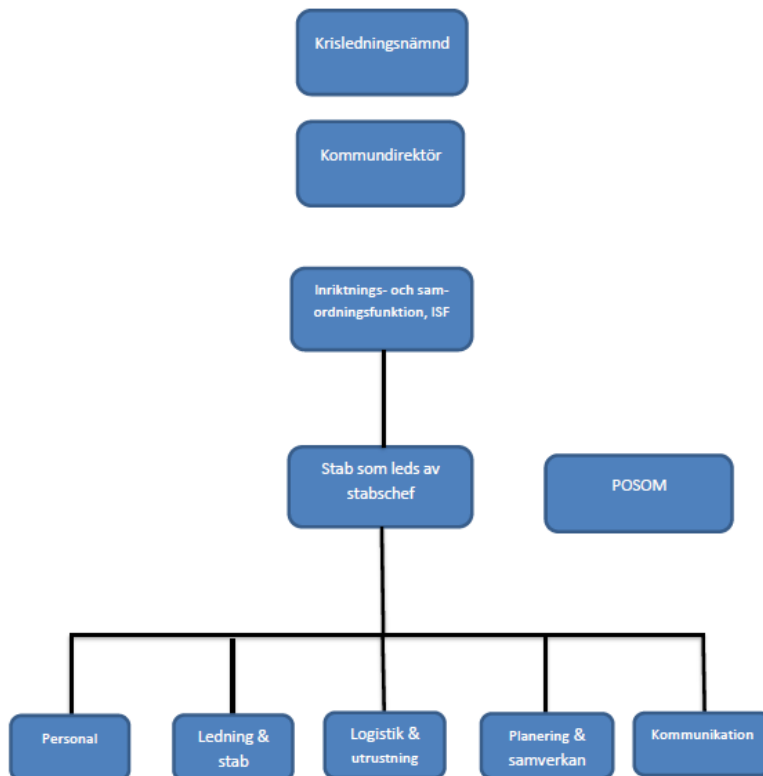 Krisledningsnämnd
Kommundirektör
Inriktnings- och sam-
ordningsfunktion, ISF
Stab som leds av
stabschef
POSOM
Personal
Ledning &
stab
Logistik &
utrustning
Planering &
samverkan
Kommunikation